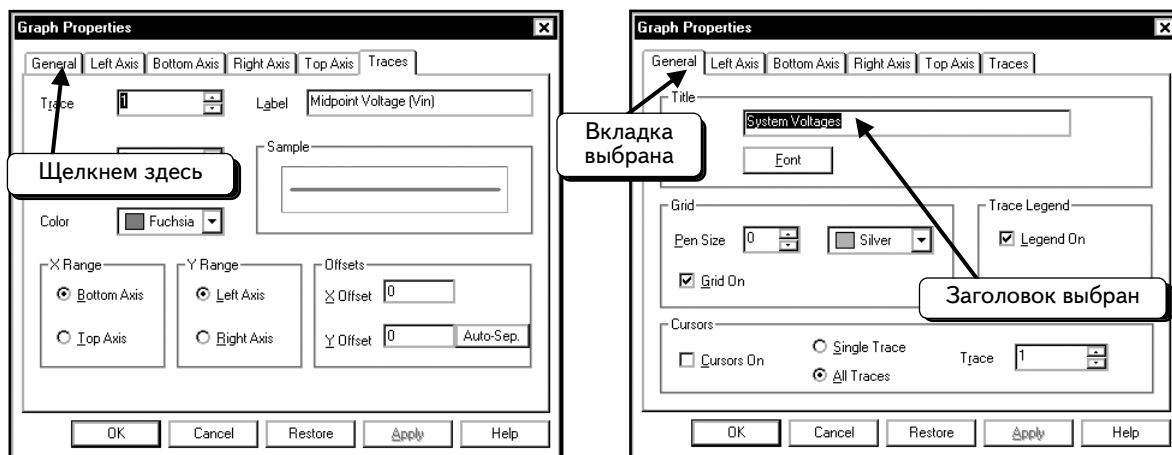 Graph Properties
General Left Axis Bottom Axis Right Axis Top Axis Traces
Trace 1 Label Midpoint Voltage (Vin)
Щелкнем здесь
Sample
Color Fuchsia
X Range
Bottom Axis
Top Axis
Y Range
Left Axis
Right Axis
Offsets
X Offset 0
Y Offset 0 Auto-Sep.
OK Cancel Restore Apply Help
Graph Properties
General Left Axis Bottom Axis Right Axis Top Axis Traces
Title
System Voltages
Font
Вкладка
выбрана
Grid
Pen Size 0 Silver
Grid On
Trace Legend
Legend On
Заголовок выбран
Cursors
Cursors On
Single Trace
All Traces
Trace 1
OK Cancel Restore Apply Help